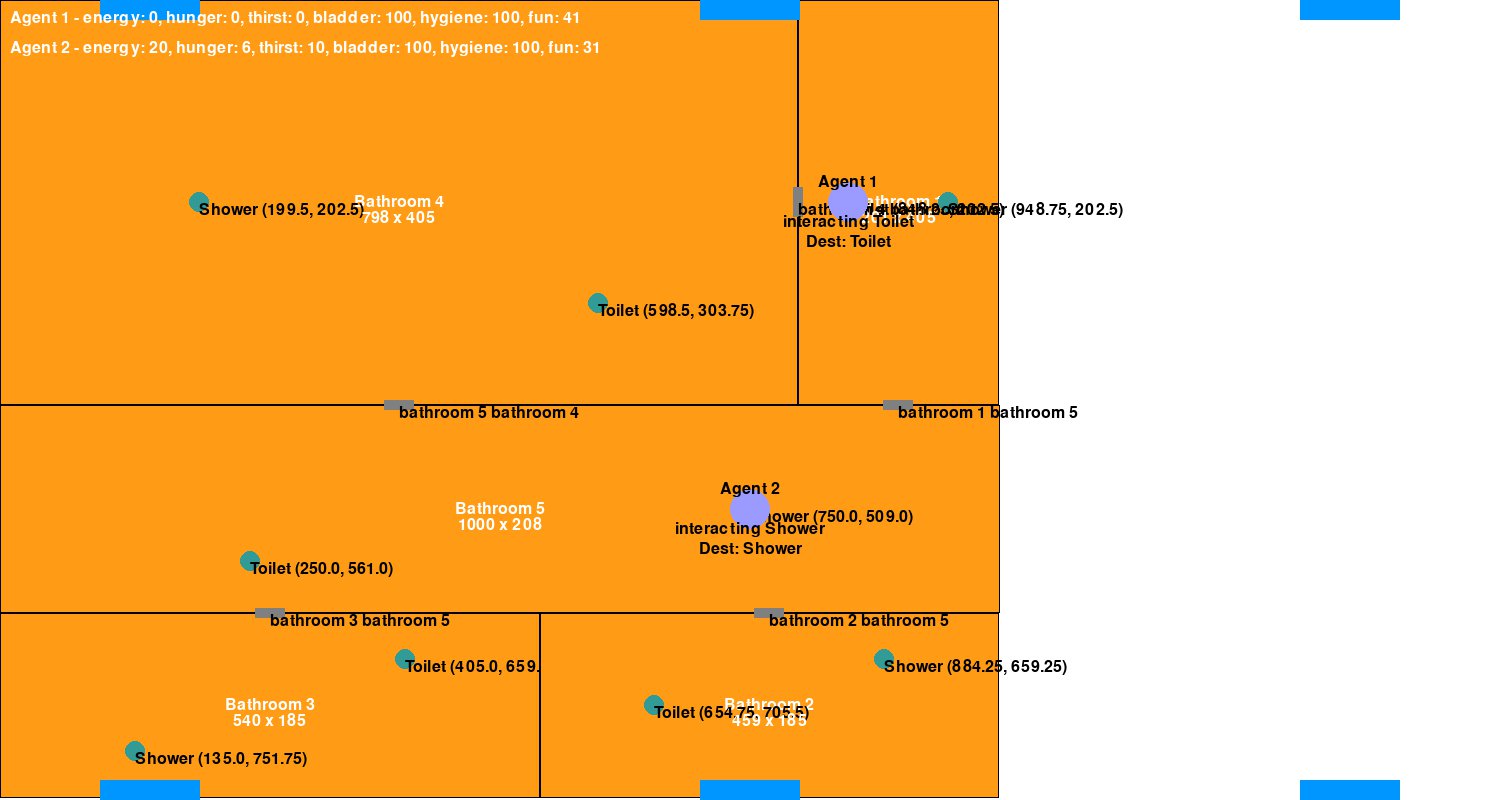 Agent 1 - energy: 0, hunger: 0, thirst: 0, bladder: 100, hygiene: 100, fun: 41
Agent 2 - energy: 20, hunger: 6, thirst: 10, bladder: 100, hygiene: 100, fun: 31
Agent 1
Bathroom 4
798 x 405
Shower (199.5, 202.5)
Shower (948.75, 202.5)
interacting Toilet
Dest: Toilet
Toilet (598.5, 303.75)
bathroom 5 bathroom 4
bathroom 1 bathroom 5
Agent 2
Bathroom 5
1000 x 208
(750.0, 509.0)
interacting Shower
Dest: Shower
Toilet (250.0, 561.0)
bathroom 3 bathroom 5
bathroom 2 bathroom 5
Toilet (405.0, 659.
Shower (884.25, 659.25)
Bathroom 3
540 x 185
Bathroom 2
459 x 185
Toilet (654.75, 705.5)
Shower (135.0, 751.75)